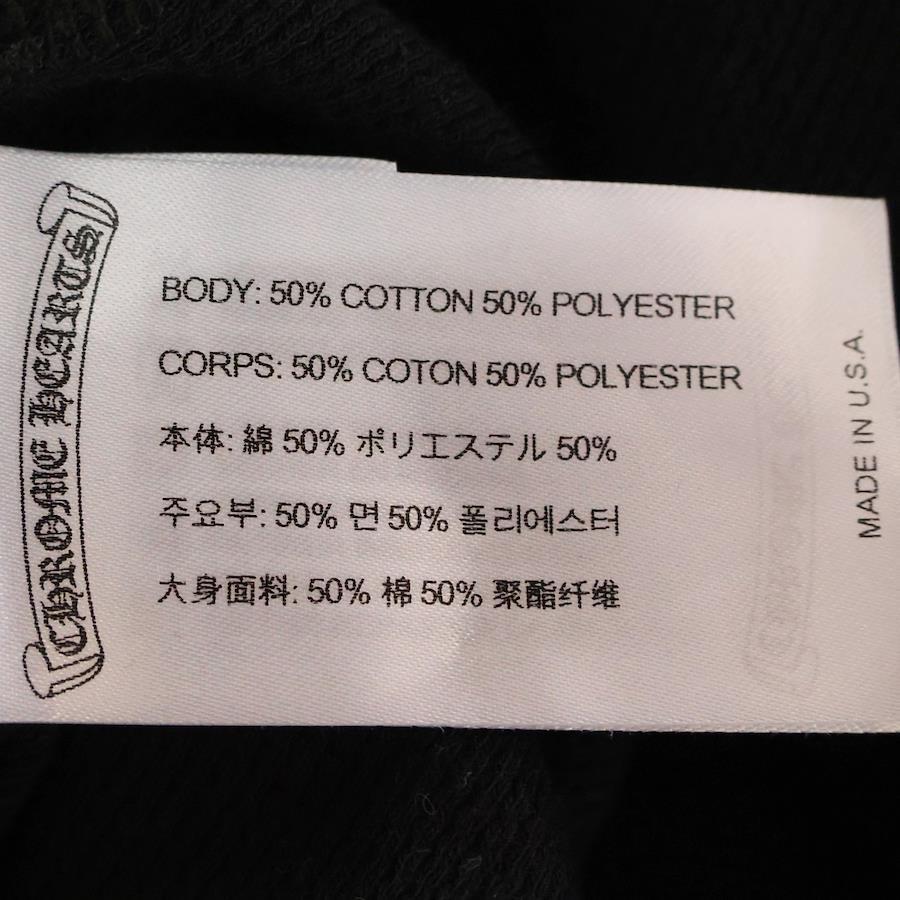 CHROME HEARTS
BODY: 50% COTTON 50% POLYESTER
CORPS: 50% COTON 50% POLYESTER
本体: 綿 50% ポリエステル 50%
주요부: 50% 면 50% 폴리에스터
大身面料: 50% 棉 50% 聚酯纤维
MADE IN U.S.A.